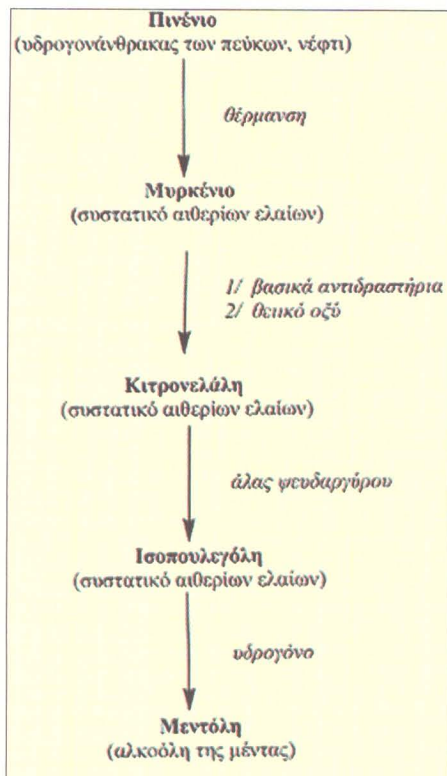 Πινένιο
(υδρογονάνθρακας των πεύκων, νέφτι)
θέρμανση
Μυρκένιο
(συστατικό αιθερίων ελαίων)
1/ βασικά αντιδραστήρια
2/ θειικό οξύ
Κιτρονελάλη
(συστατικό αιθερίων ελαίων)
άλας ψευδαργύρου
Ισοπουλεγόλη
(συστατικό αιθερίων ελαίων)
υδρογόνο
Μεντόλη
(αλκοόλη της μέντας)